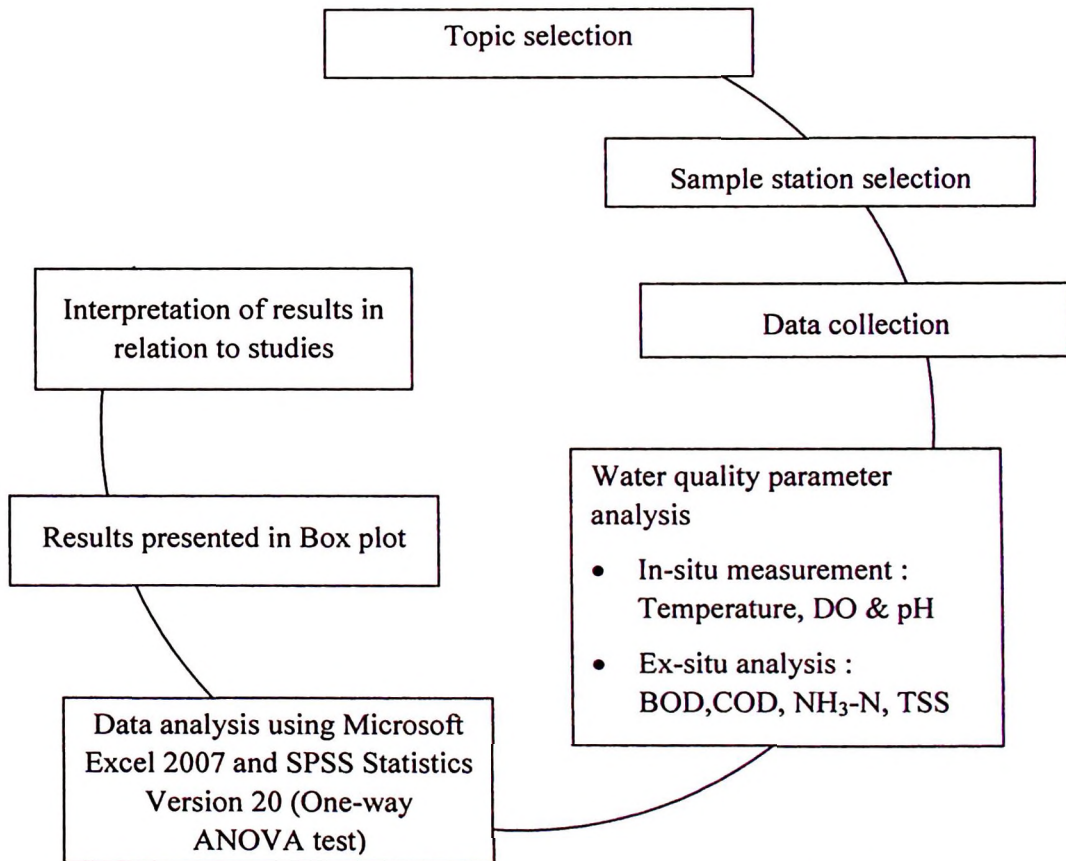 Topic selection
Sample station selection
Data collection
Water quality parameter
analysis
• In-situ measurement :
Temperature, DO & pH
• Ex-situ analysis :
BOD,COD, NH₃-N, TSS
Data analysis using Microsoft
Excel 2007 and SPSS Statistics
Version 20 (One-way
ANOVA test)
Results presented in Box plot
Interpretation of results in
relation to studies